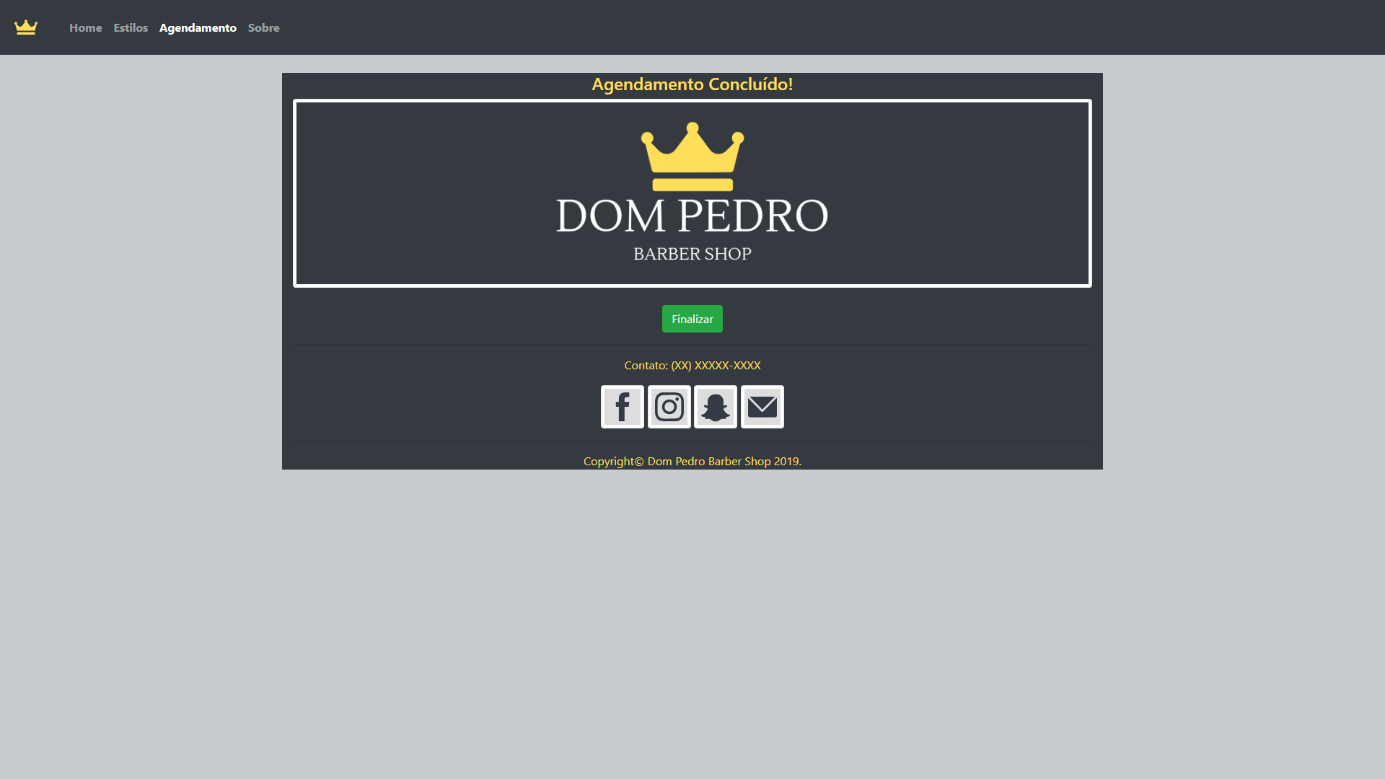 Home Estilos Agendamento Sobre
Agendamento Concluído!
DOM PEDRO
BARBER SHOP
Finalizar
Contato: (XX) XXXXX-XXXX
Copyright© Dom Pedro Barber Shop 2019.